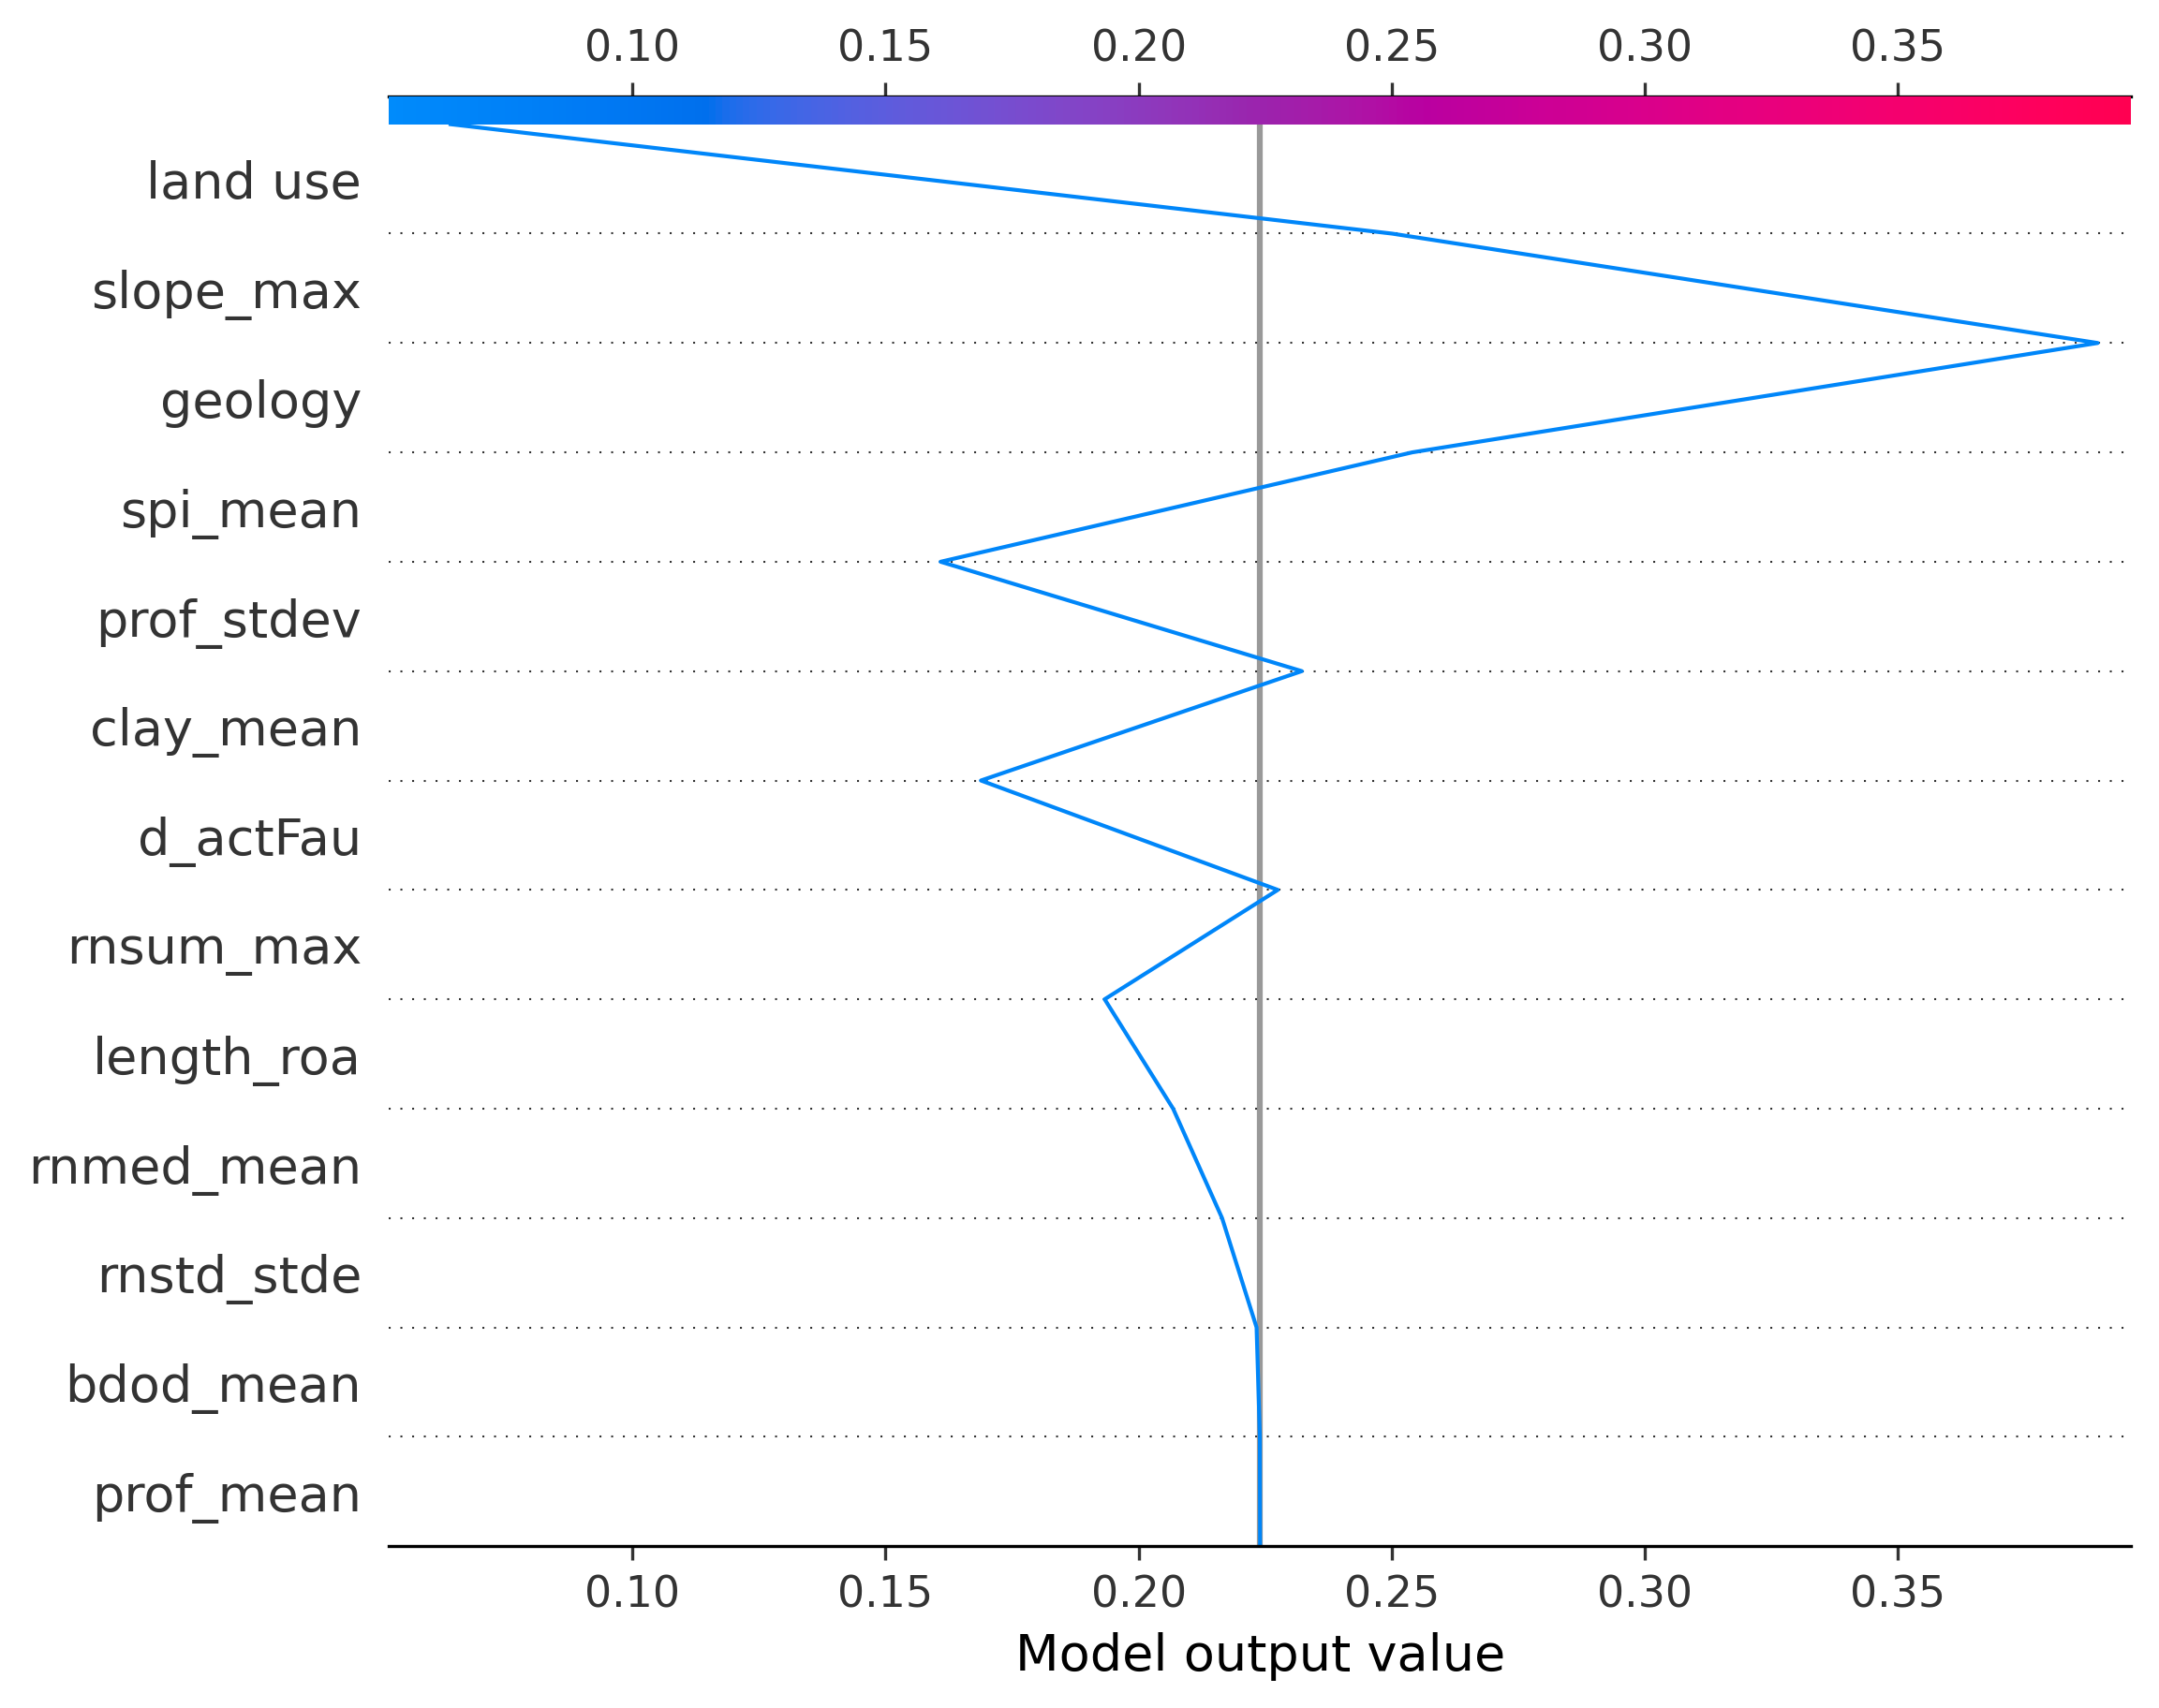 0.10 0.15 0.20 0.25 0.30 0.35
land use
slope_max
geology
spi_mean
prof_stdev
clay_mean
d_actFau
rnsum_max
length_roa
rnmed_mean
rnstd_stde
bdod_mean
prof_mean
0.10 0.15 0.20 0.25 0.30 0.35
Model output value